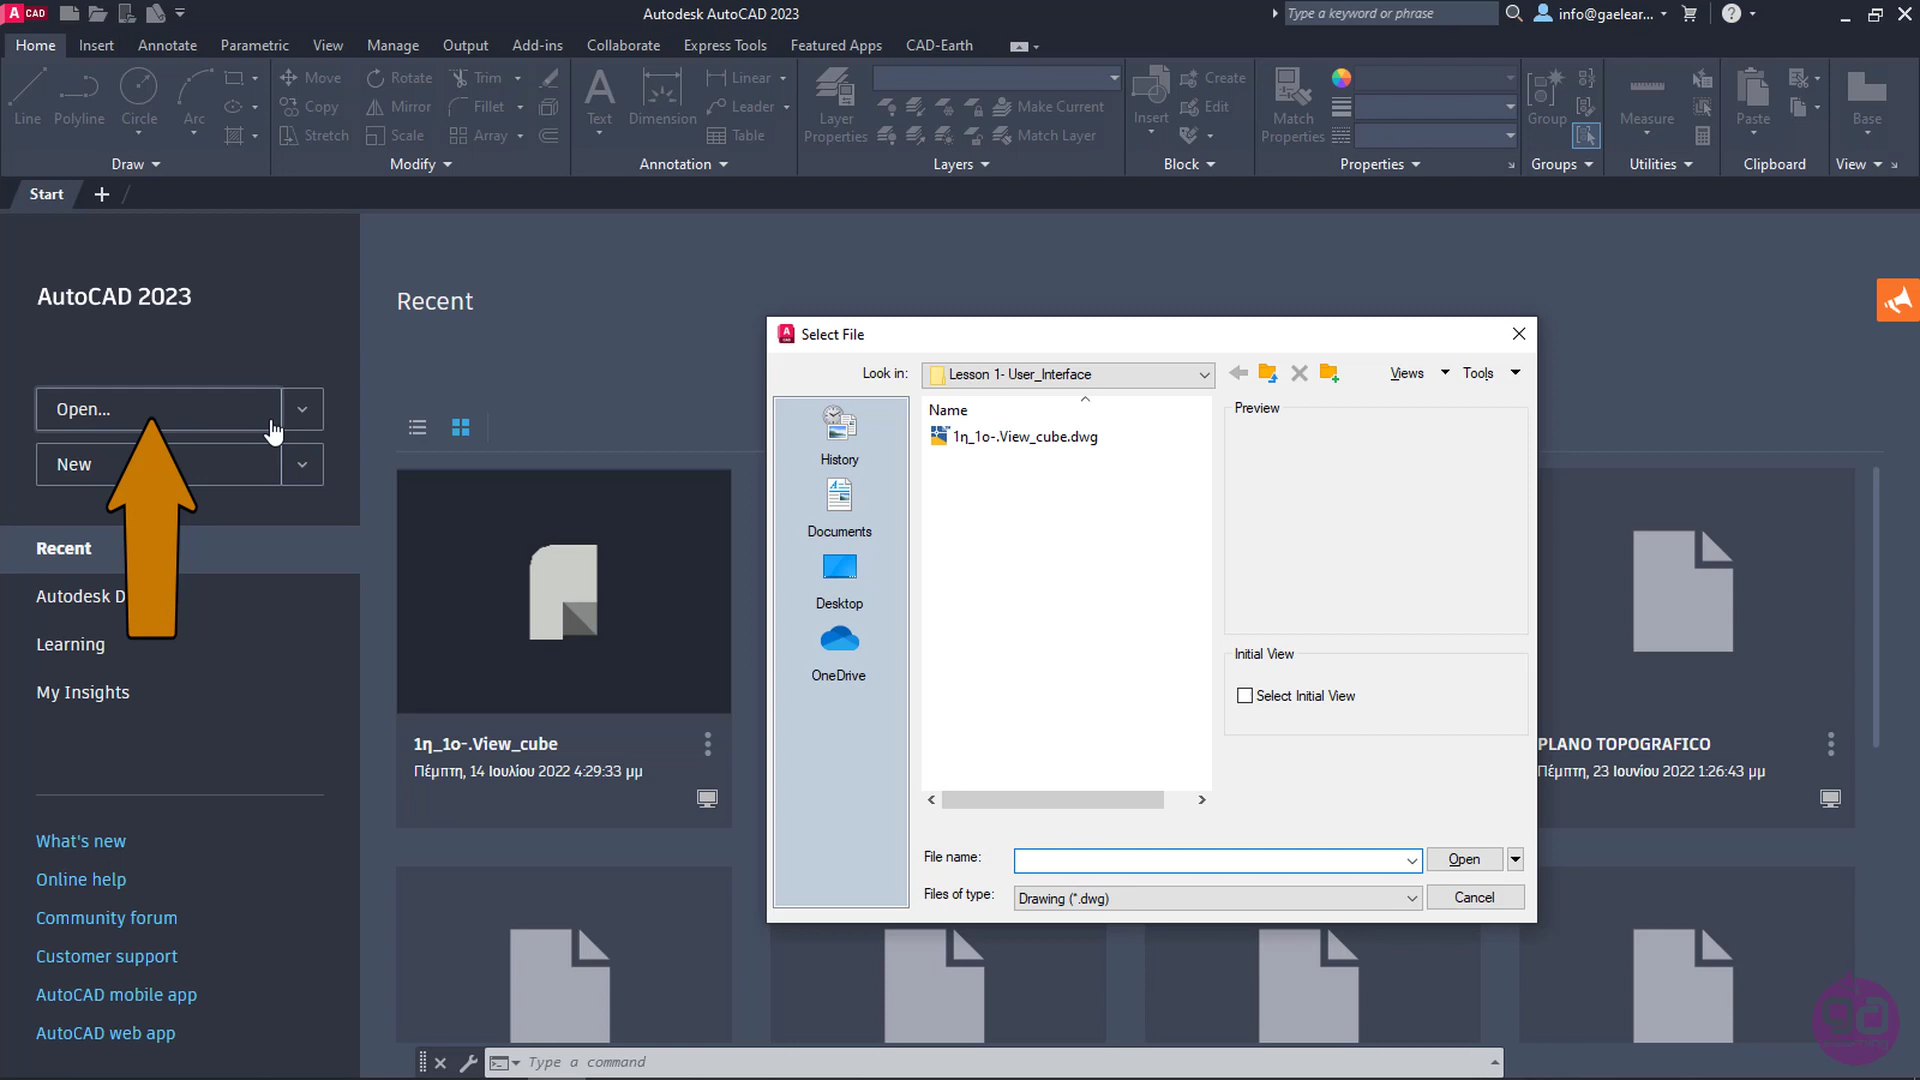 A CAD
Autodesk AutoCAD 2023
Type a keyword or phrase
info@gaelear...
Home Insert Annotate Parametric View Manage Output Add-ins Collaborate Express Tools Featured Apps CAD-Earth
Line Polyline Circle Arc
Move Rotate Trim
Copy Mirror Fillet
Stretch Scale Array
Text Dimension
Linear
Leader
Table
Layer Properties
Make Current
Match Layer
Insert
Create
Edit
Match Properties
Group
Measure
Paste
Base
Draw Modify Annotation Layers Block Properties Groups Utilities Clipboard View
Start
AutoCAD 2023
Open...
New
Recent
Autodesk D
Learning
My Insights
What's new
Online help
Community forum
Customer support
AutoCAD mobile app
AutoCAD web app
Recent
1η_1ο-.View_cube
Πέμπτη, 14 Ιουλίου 2022 4:29:33 μμ
PLANO TOPOGRAFICO
Πέμπτη, 23 Ιουνίου 2022 1:26:43 μμ
Select File
Look in: Lesson 1- User_Interface
Views Tools
History
Documents
Desktop
OneDrive
Name
1η_1ο-.View_cube.dwg
Preview
Initial View
Select Initial View
File name:
Open
Files of type: Drawing (*.dwg)
Cancel
Type a command